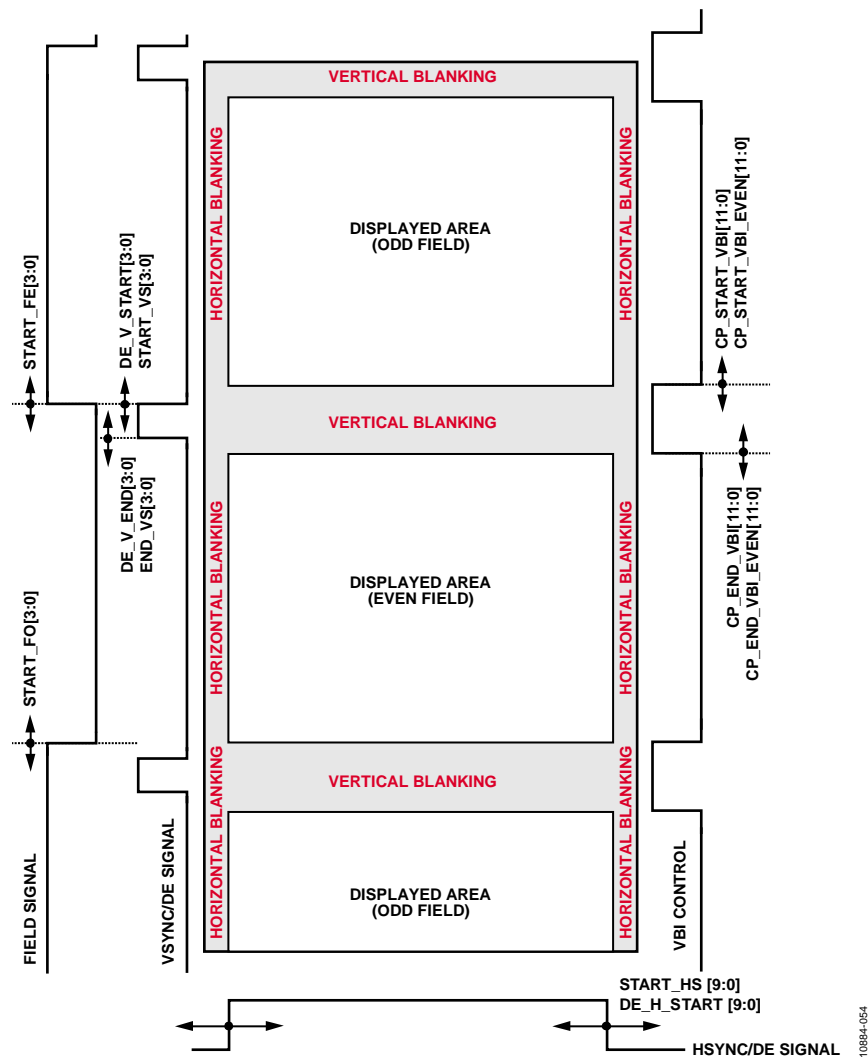 VERTICAL BLANKING
HORIZONTAL BLANKING
HORIZONTAL BLANKING
DISPLAYED AREA
(ODD FIELD)
START_FE[3:0]
DE_V_START[3:0]
START_VS[3:0]
CP_START_VBI[11:0]
CP_START_VBI_EVEN[11:0]
VERTICAL BLANKING
DE_V_END[3:0]
END_VS[3:0]
CP_END_VBI[11:0]
CP_END_VBI_EVEN[11:0]
HORIZONTAL BLANKING
HORIZONTAL BLANKING
DISPLAYED AREA
(EVEN FIELD)
START_FO[3:0]
VERTICAL BLANKING
HORIZONTAL BLANKING
HORIZONTAL BLANKING
DISPLAYED AREA
(ODD FIELD)
FIELD SIGNAL
VSYNC/DE SIGNAL
VBI CONTROL
START_HS [9:0]
DE_H_START [9:0]
HSYNC/DE SIGNAL
10884-054